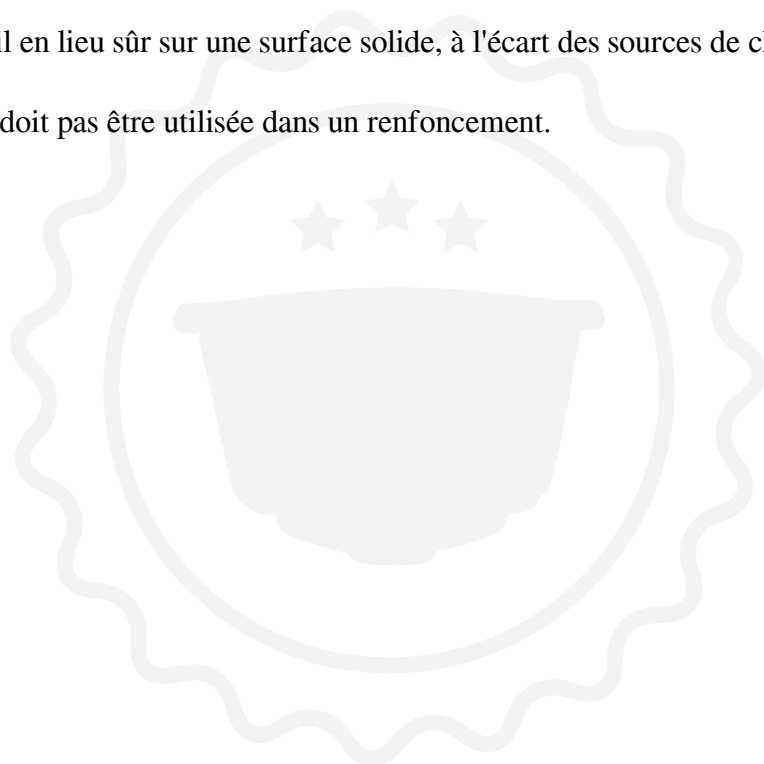 en lieu sûr sur une surface solide, à l'écart des sources de
doit pas être utilisée dans un renfoncement.